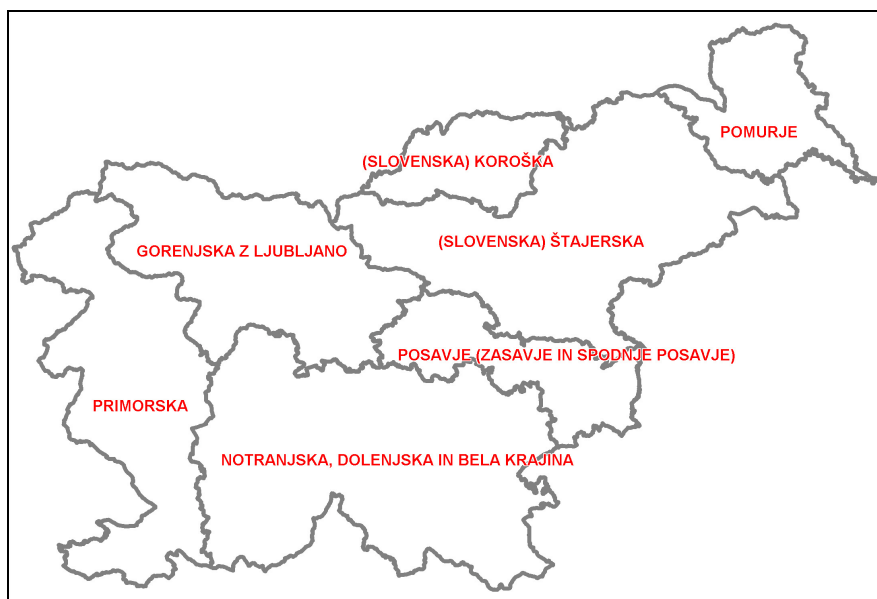 POMURJE
(SLOVENSKA) KOROŠKA
(SLOVENSKA) ŠTAJERSKA
GORENJSKA Z LJUBLJANO
POSAVJE (ZASAVJE IN SPODNJE POSAVJE)
PRIMORSKA
NOTRANJSKA, DOLENJSKA IN BELA KRAJINA